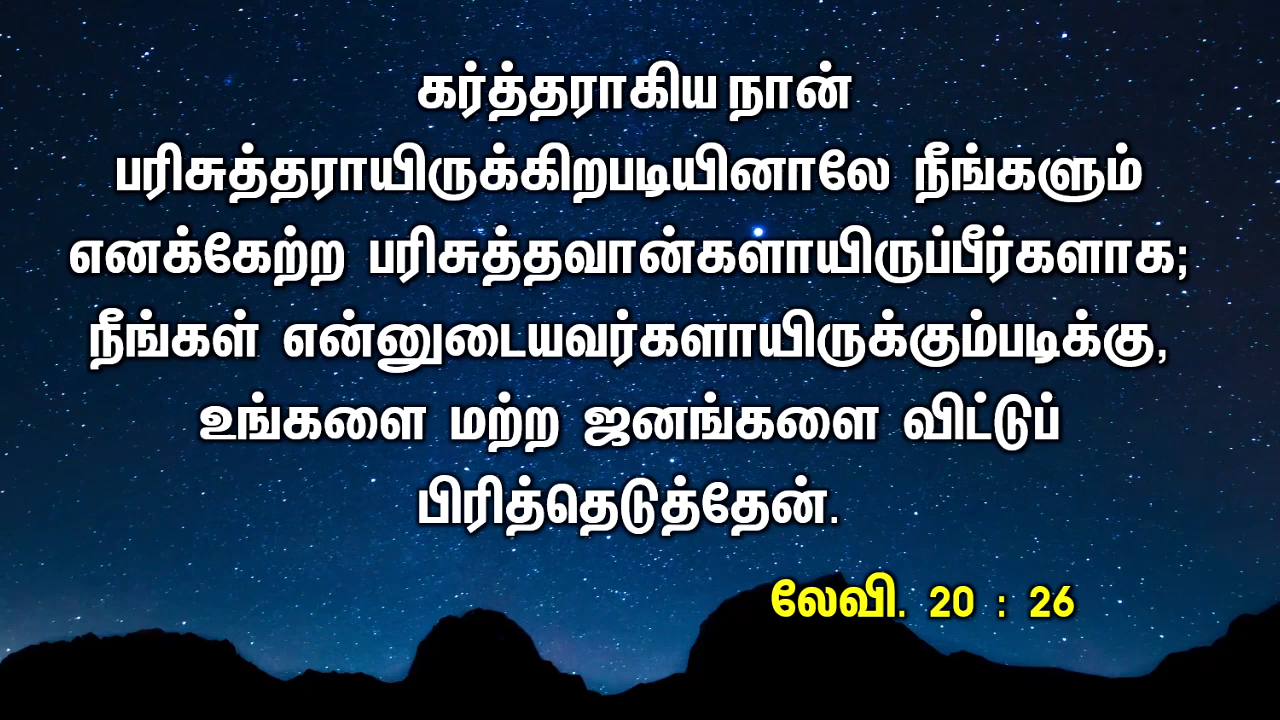 கர்த்தராகிய நான்
பரிசுத்தராயிருக்கிறபடியினாலே நீங்களும்
எனக்கேற்ற பரிசுத்தவான்களாயிருப்பீர்களாக;
நீங்கள் என்னுடையவர்களாயிருக்கும்படிக்கு,
உங்களை மற்ற ஜனங்களை விட்டுப்
பிரித்தெடுத்தேன்.
லேவி. 20 : 26